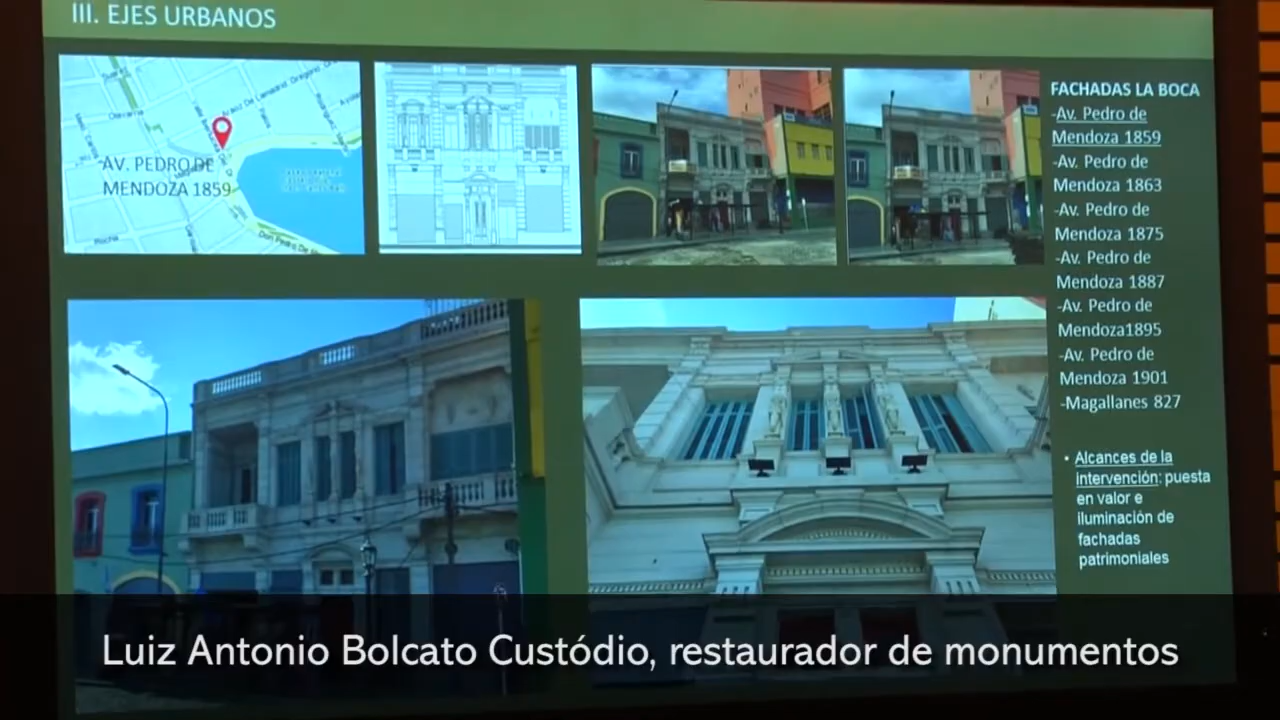 III. EJES URBANOS
AV. PEDRO DE
MENDOZA 1859
Rocha
FACHADAS LA BOCA
-Av. Pedro de
Mendoza 1859
-Av. Pedro de
Mendoza 1863
-Av. Pedro de
Mendoza 1875
-Av. Pedro de
Mendoza 1887
-Av. Pedro de
Mendoza1895
-Av. Pedro de
Mendoza 1901
-Magallanes 827
• Alcances de la
intervención: puesta
en valor e
iluminación de
fachadas
patrimoniales
Luiz Antonio Bolcato Custódio, restaurador de monumentos